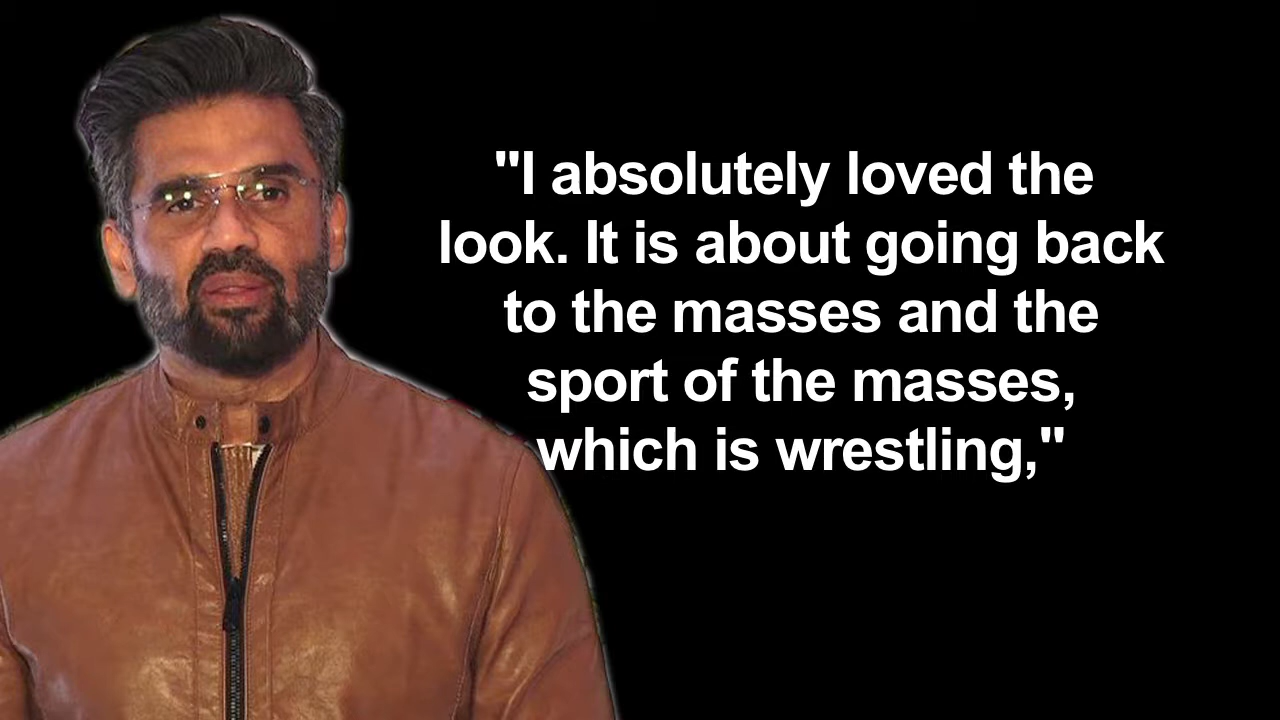 "I absolutely loved the
look. It is about going back
to the masses and the
sport of the masses,
which is wrestling,"